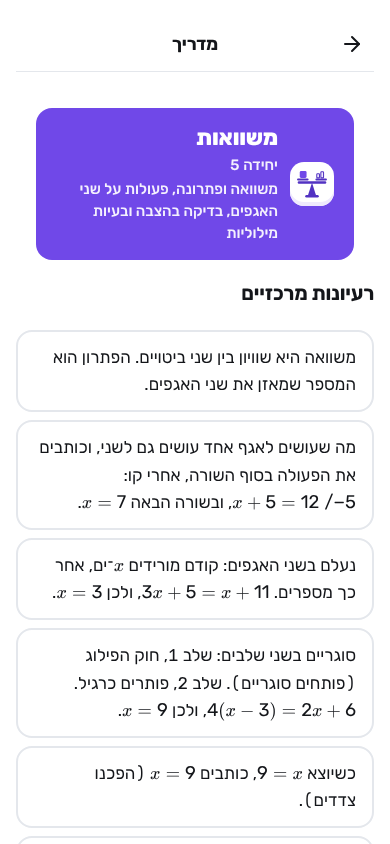 מדריך
משוואות
יחידה 5
משוואה ופתרונה, פעולות על שני
האגפים, בדיקה בהצבה ובעיות
מילוליות
רעיונות מרכזיים
משוואה היא שוויון בין שני ביטויים. הפתרון הוא
המספר שמאזן את שני האגפים.
מה שעושים לאגף אחד עושים גם לשני, וכותבים
את הפעולה בסוף השורה, אחרי קו:
x + 5 = 12 /−5, ובשורה הבאה x = 7.
נעלם בשני האגפים: קודם מורידים x־ים, אחר
כך מספרים. 3x + 5 = x + 11, ולכן x = 3.
סוגריים בשני שלבים: שלב 1, חוק הפילוג
(פותחים סוגריים). שלב 2, פותרים כרגיל.
4(x − 3) = 2x + 6, ולכן x = 9.
כשיוצא 9 = x, כותבים x = 9 (הפכנו
צדדים).